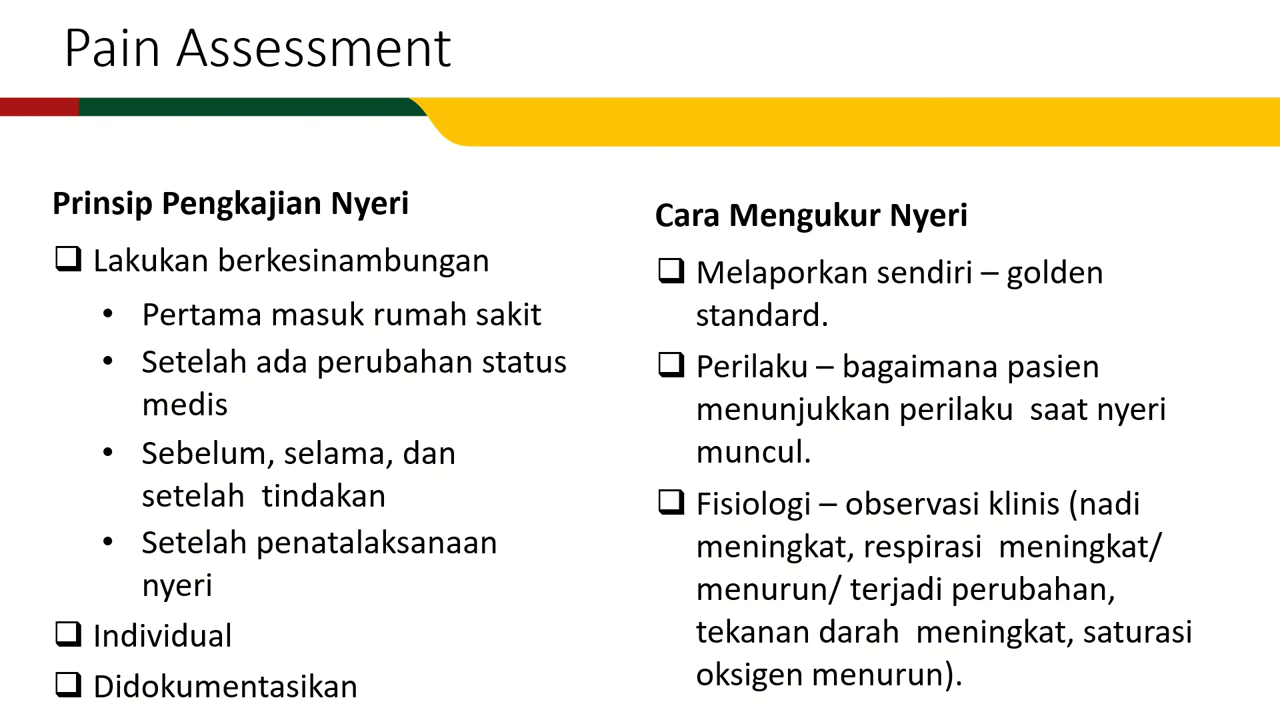 Pain Assessment
Prinsip Pengkajian Nyeri
❑ Lakukan berkesinambungan
• Pertama masuk rumah sakit
• Setelah ada perubahan status
medis
• Sebelum, selama, dan
setelah tindakan
• Setelah penatalaksanaan
nyeri
❑ Individual
❑ Didokumentasikan
Cara Mengukur Nyeri
❑ Melaporkan sendiri – golden
standard.
❑ Perilaku – bagaimana pasien
menunjukkan perilaku saat nyeri
muncul.
❑ Fisiologi – observasi klinis (nadi
meningkat, respirasi meningkat/
menurun/ terjadi perubahan,
tekanan darah meningkat, saturasi
oksigen menurun).